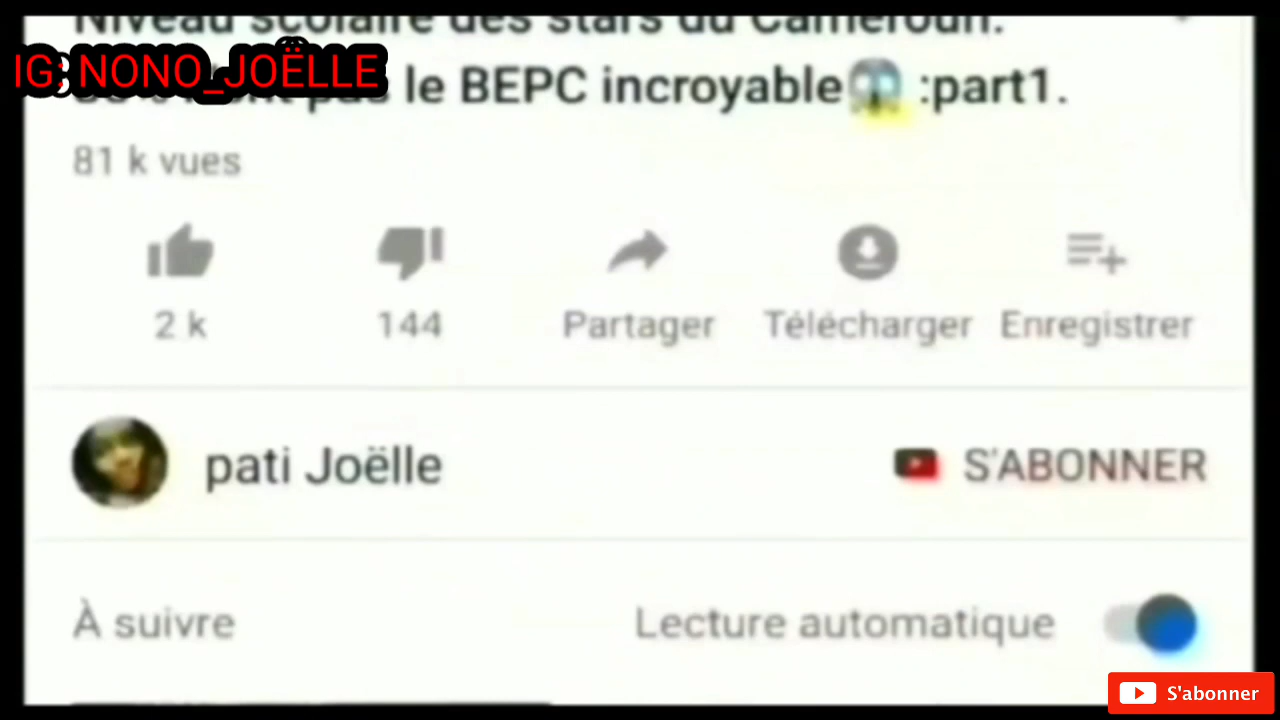 Niveau scolaire des stars du Cameroun.
IG: NONO_JOËLLE
pas le BEPC incroyable😱 :part1.
81 k vues
2 k 144 Partager Télécharger Enregistrer
pati Joëlle S'ABONNER
À suivre Lecture automatique
S'abonner